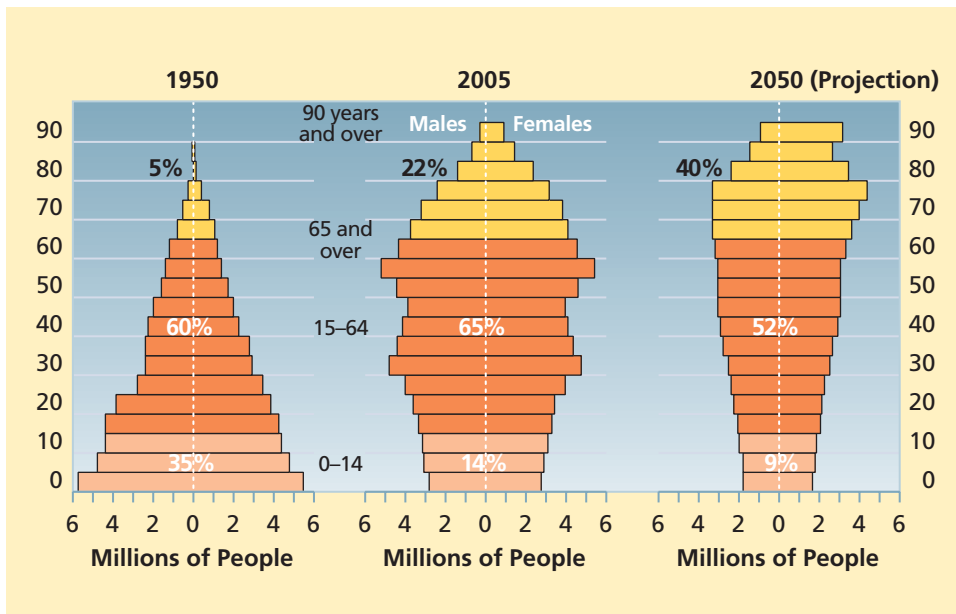 1950
2005
2050 (Projection)
90 years
and over
Males
Females
65 and
over
15–64
0–14
90
80
70
60
50
40
30
20
10
0
5%
60%
35%
22%
65%
14%
40%
52%
9%
90
80
70
60
50
40
30
20
10
0
6 4 2 0 2 4 6
6 4 2 0 2 4 6
6 4 2 0 2 4 6
Millions of People
Millions of People
Millions of People